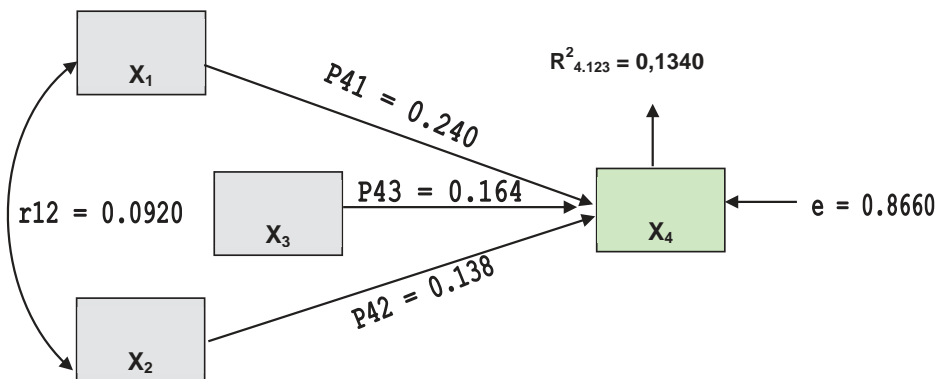 X₁
R²₄.₁₂₃ = 0,1340
P41 = 0.240
r12 = 0.0920
X₃
P43 = 0.164
X₄
e = 0.8660
P42 = 0.138
X₂